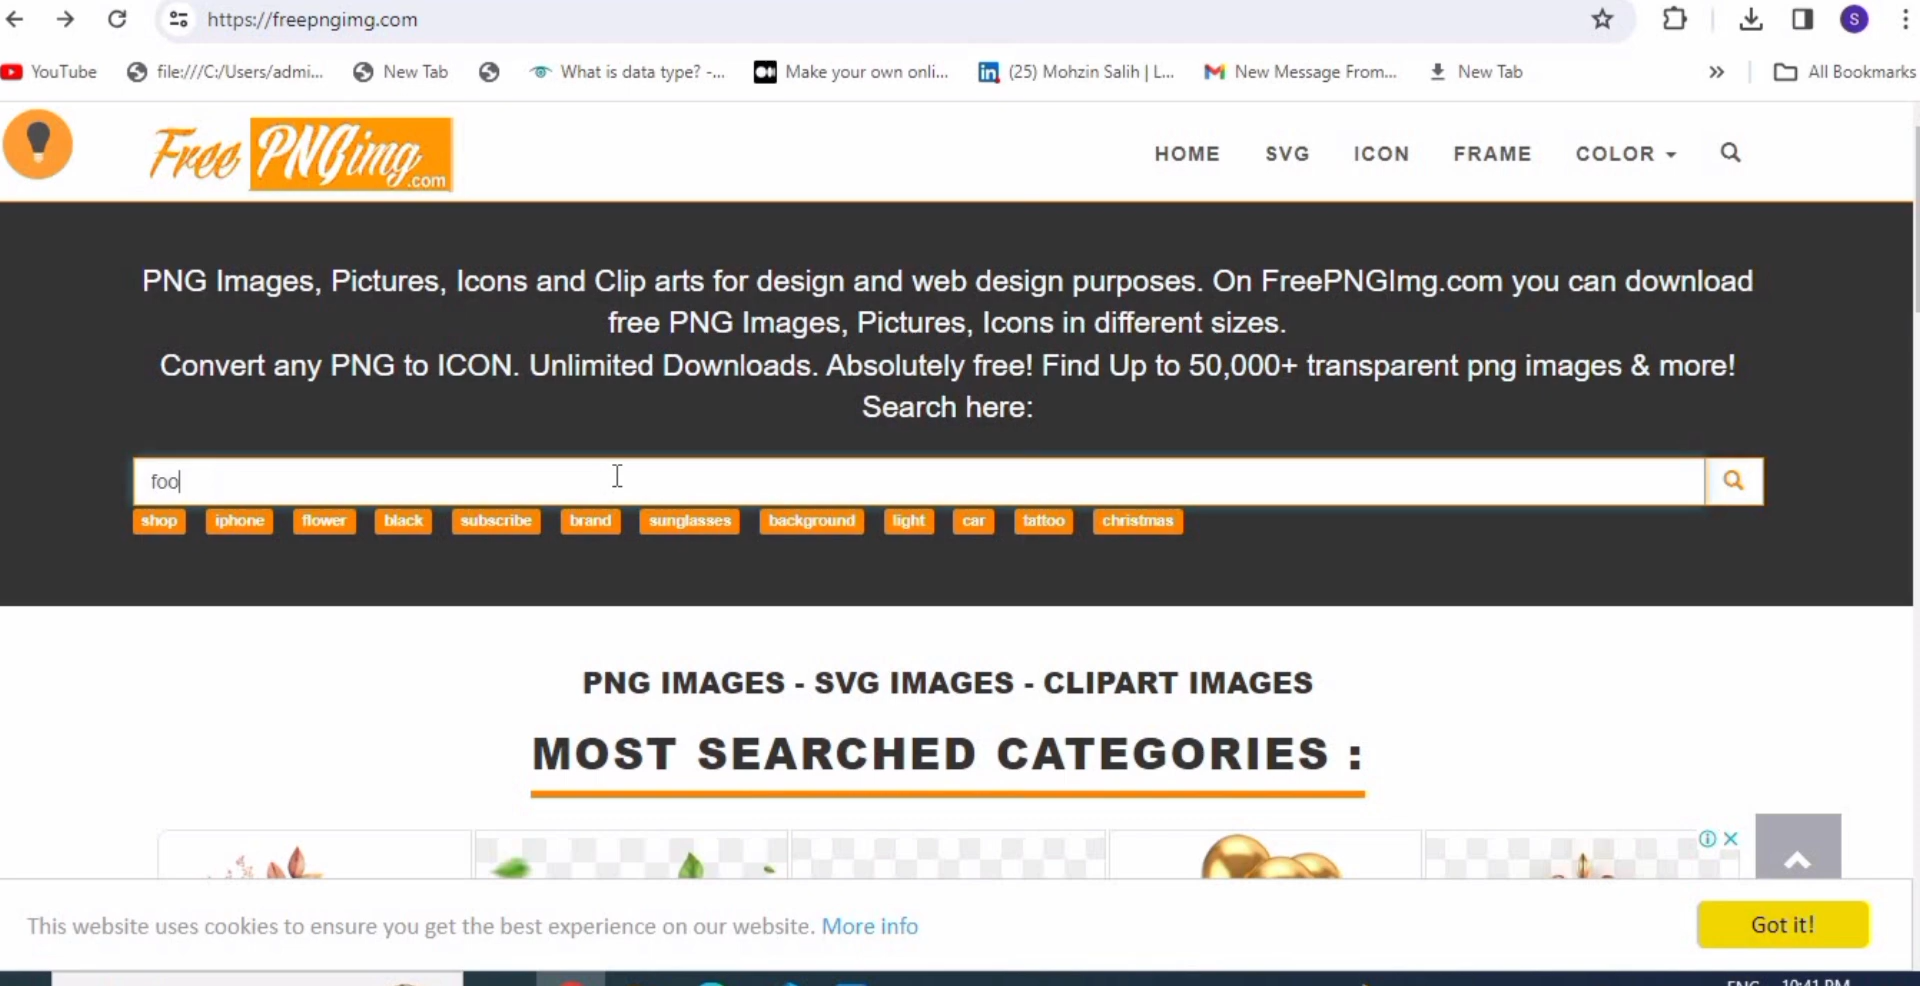 https://freepngimg.com
S
YouTube file:///C:/Users/admi... New Tab What is data type? -... Make your own onli... in (25) Mohzin Salih | L... New Message From... New Tab All Bookmarks
Free PNGimg .com
HOME SVG ICON FRAME COLOR
PNG Images, Pictures, Icons and Clip arts for design and web design purposes. On FreePNGImg.com you can download
free PNG Images, Pictures, Icons in different sizes.
Convert any PNG to ICON. Unlimited Downloads. Absolutely free! Find Up to 50,000+ transparent png images & more!
Search here:
foo
shop iphone flower black subscribe brand sunglasses background light car tattoo christmas
PNG IMAGES - SVG IMAGES - CLIPART IMAGES
MOST SEARCHED CATEGORIES :
This website uses cookies to ensure you get the best experience on our website. More info
Got it!
ENG 10:41 PM